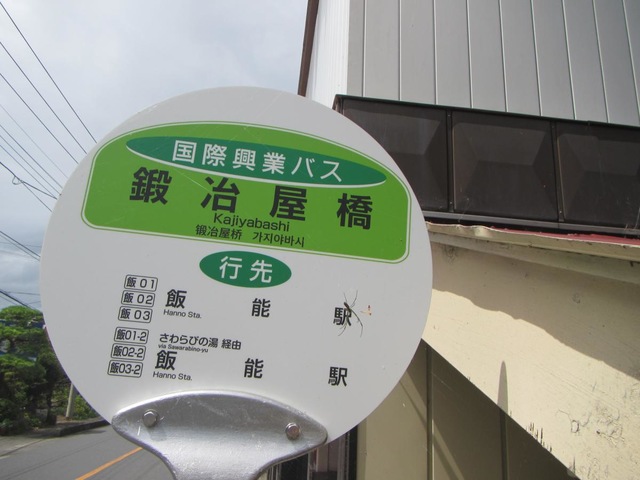 国際興業バス
鍛冶屋橋
Kajiyabashi
锻冶屋桥 가지야바시
行先
飯01
飯02
飯03
飯能駅
Hanno Sta.
飯01-2
飯02-2
飯03-2
さわらびの湯 経由
via Sawarabino-yu
飯能駅
Hanno Sta.